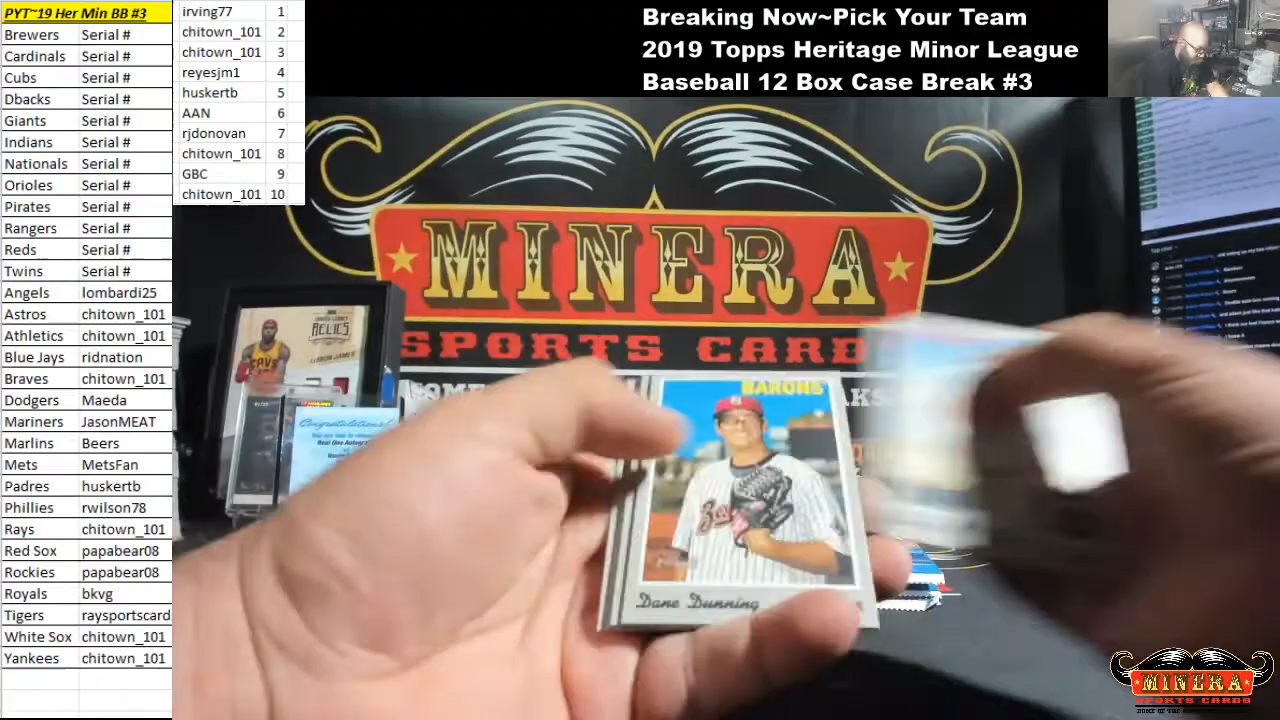 PYT~19 Her Min BB #3
Brewers Serial #
Cardinals Serial #
Cubs Serial #
Dbacks Serial #
Giants Serial #
Indians Serial #
Nationals Serial #
Orioles Serial #
Pirates Serial #
Rangers Serial #
Reds Serial #
Twins Serial #
Angels lombardi25
Astros chitown_101
Athletics chitown_101
Blue Jays ridnation
Braves chitown_101
Dodgers Maeda
Mariners JasonMEAT
Marlins Beers
Mets MetsFan
Padres huskertb
Phillies rwilson78
Rays chitown_101
Red Sox papabear08
Rockies papabear08
Royals bkvg
Tigers raysportscard
White Sox chitown_101
Yankees chitown_101
irving77 1
chitown_101 2
chitown_101 3
reyesjm1 4
huskertb 5
AAN 6
rjdonovan 7
chitown_101 8
GBC 9
chitown_101 10
Breaking Now~Pick Your Team
2019 Topps Heritage Minor League
Baseball 12 Box Case Break #3
MINERA
SPORTS CARD
RELICS
CAVS
Congratulations!
BARONS
Dane Dunning
MINERA
SPORTS CARDS